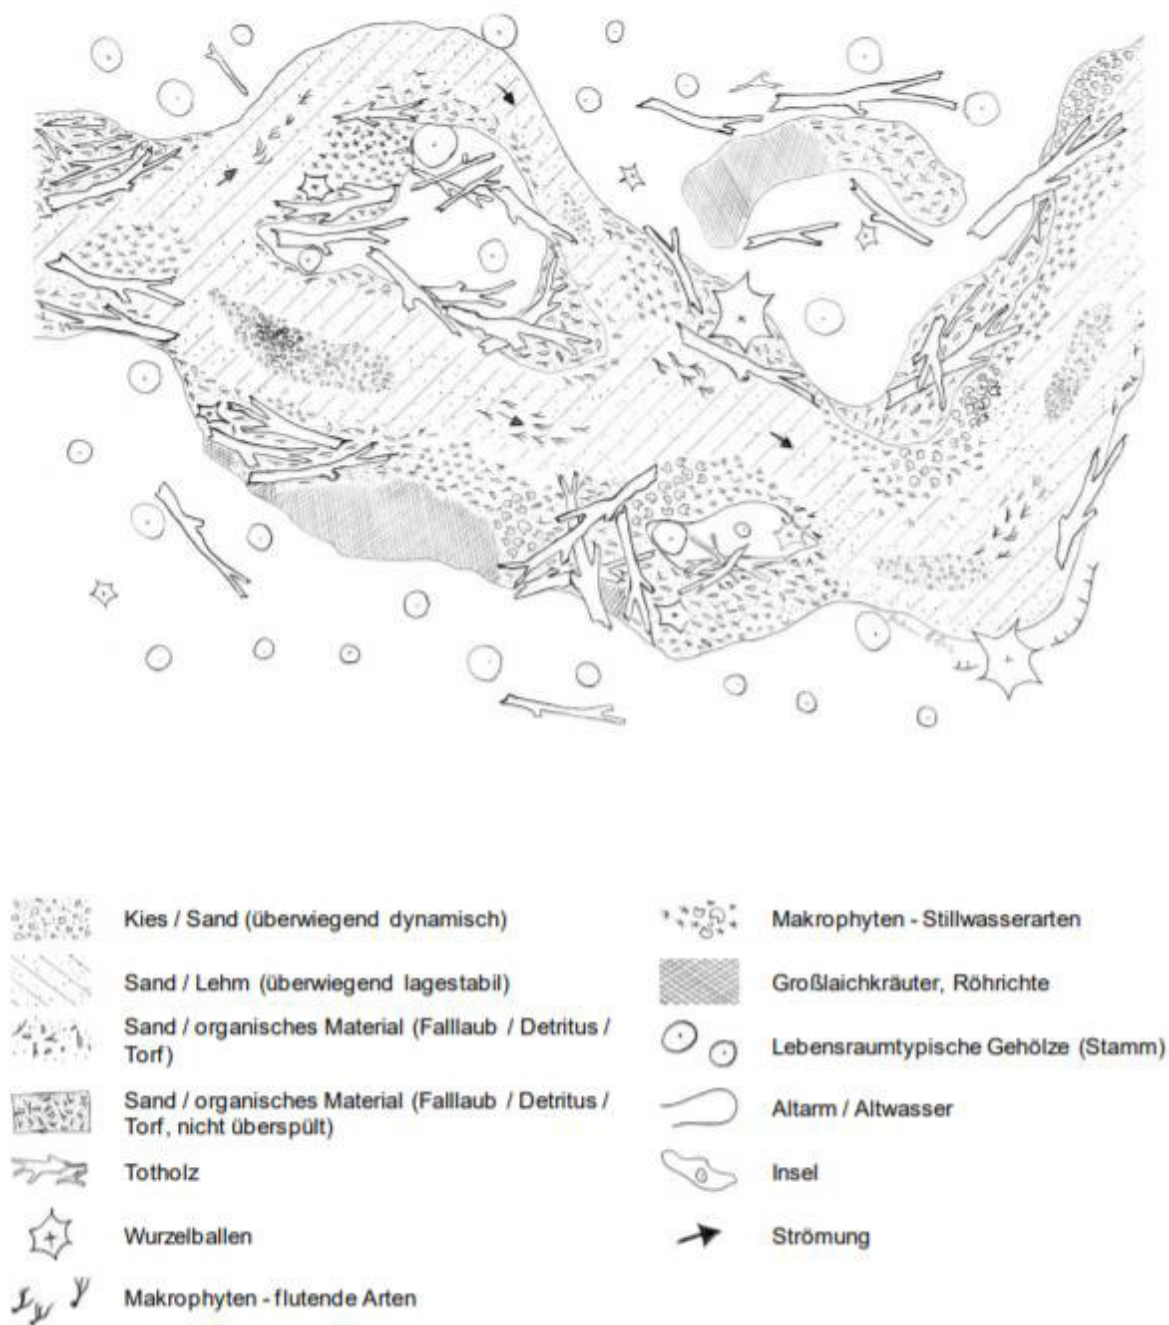 Kies / Sand (überwiegend dynamisch)
Sand / Lehm (überwiegend lagestabil)
Sand / organisches Material (Falllaub / Detritus /
Torf)
Sand / organisches Material (Falllaub / Detritus /
Torf, nicht überspült)
Totholz
Wurzelballen
Makrophyten - flutende Arten
Makrophyten - Stillwasserarten
Großlaichkräuter, Röhrichte
Lebensraumtypische Gehölze (Stamm)
Altarm / Altwasser
Insel
Strömung